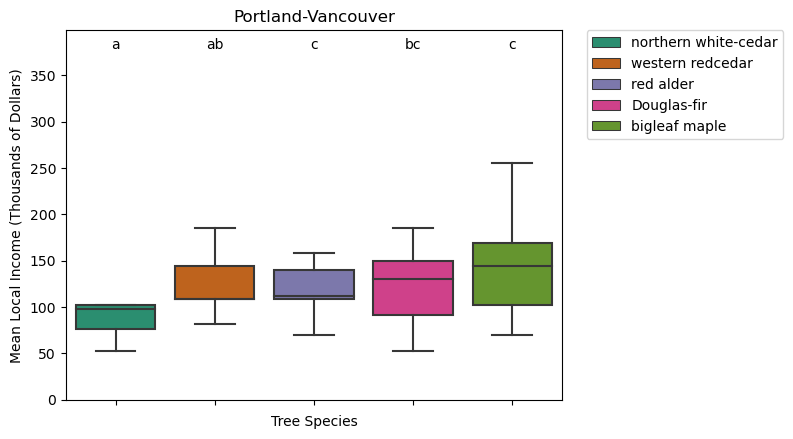 Portland-Vancouver
a ab c bc c
Mean Local Income (Thousands of Dollars)
350
300
250
200
150
100
50
0
Tree Species
northern white-cedar
western redcedar
red alder
Douglas-fir
bigleaf maple